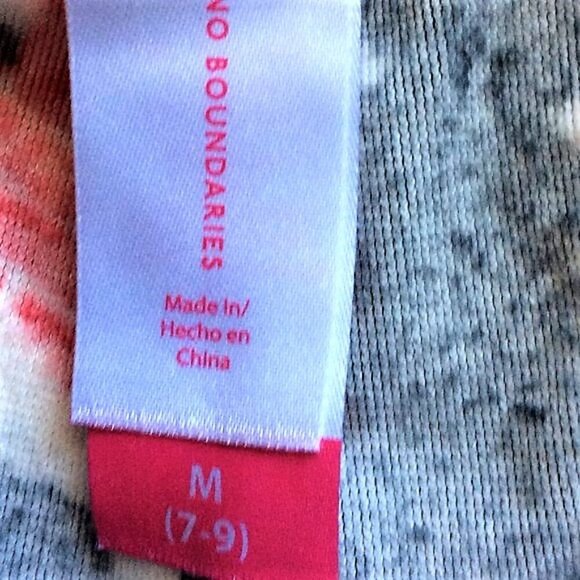 NO BOUNDARIES
Made in/
Hecho en
China
M
(7-9)